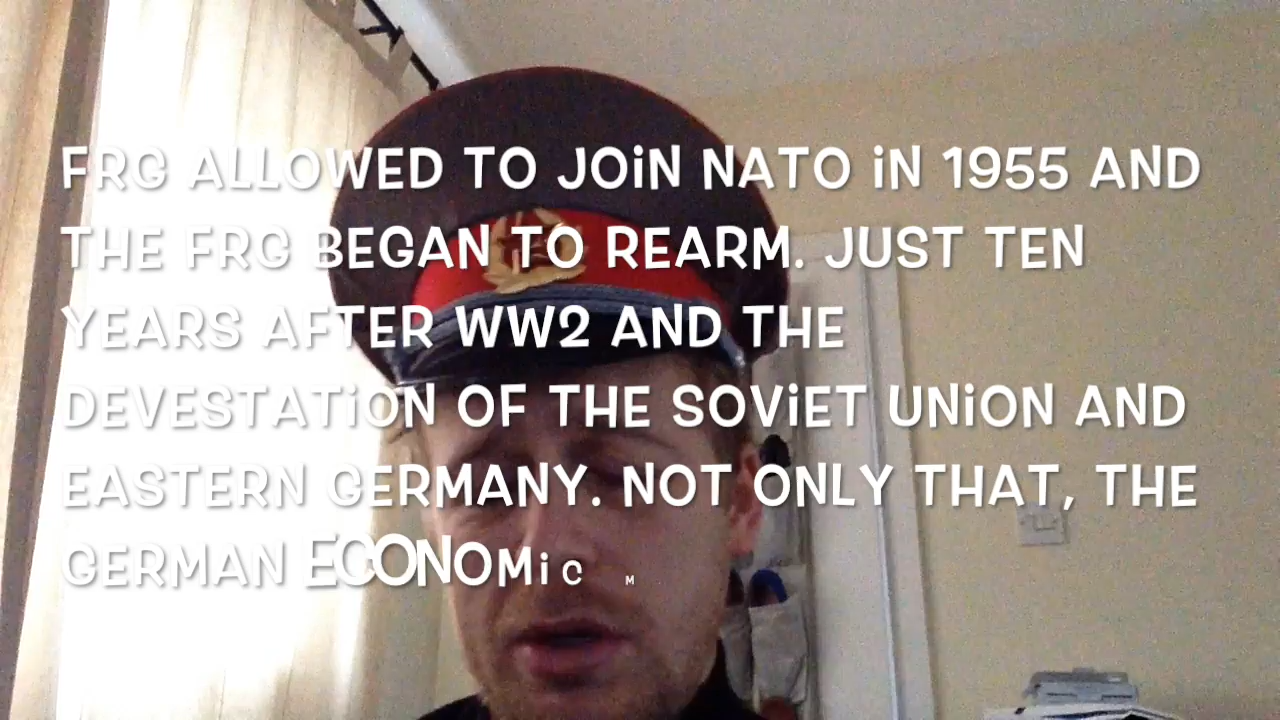 FRG ALLOWED TO JOiN NATO iN 1955 AND
THE FRG BEGAN TO REARM. JUST TEN
YEARS AFTER WW2 AND THE
DEVESTATiON OF THE SOViET UNiON AND
EASTERN GERMANY. NOT ONLY THAT, THE
GERMAN ECONOMiC M